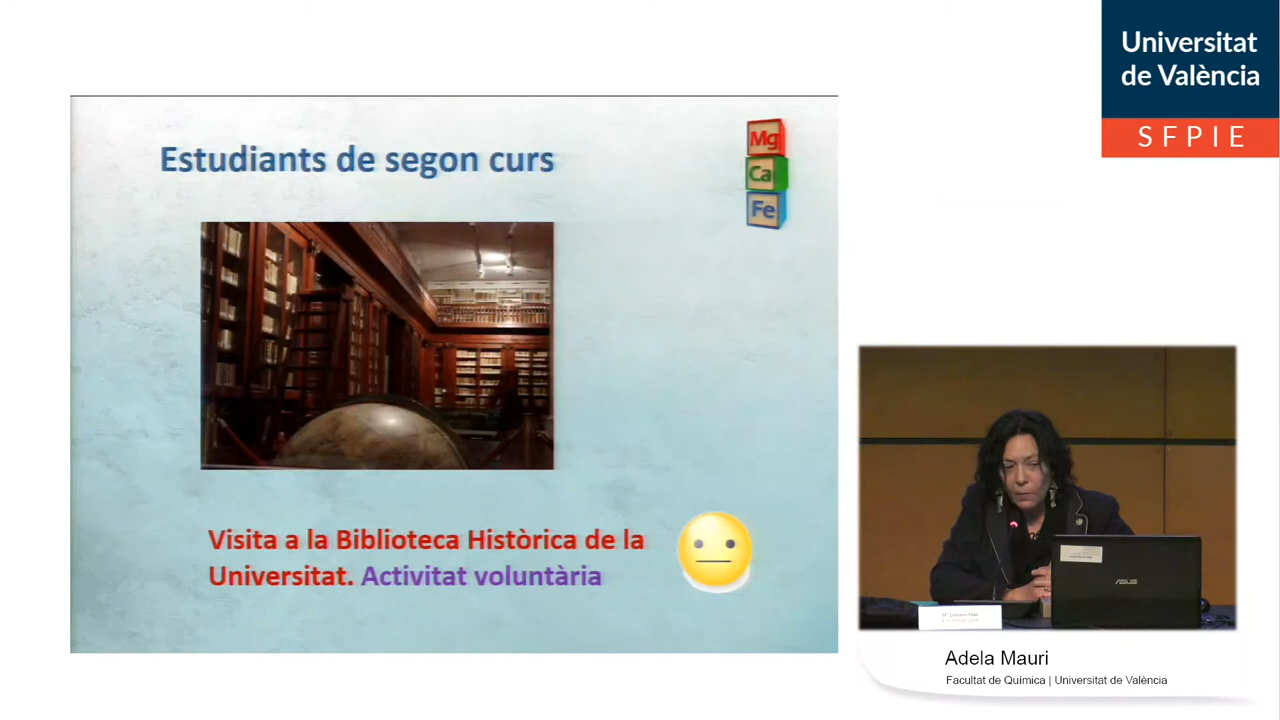 Universitat
de València
SFPIE
Estudiants de segon curs
Mg
Ca
Fe
Visita a la Biblioteca Històrica de la
Universitat. Activitat voluntària
ASUS
Adela Mauri
Facultat de Química | Universitat de València